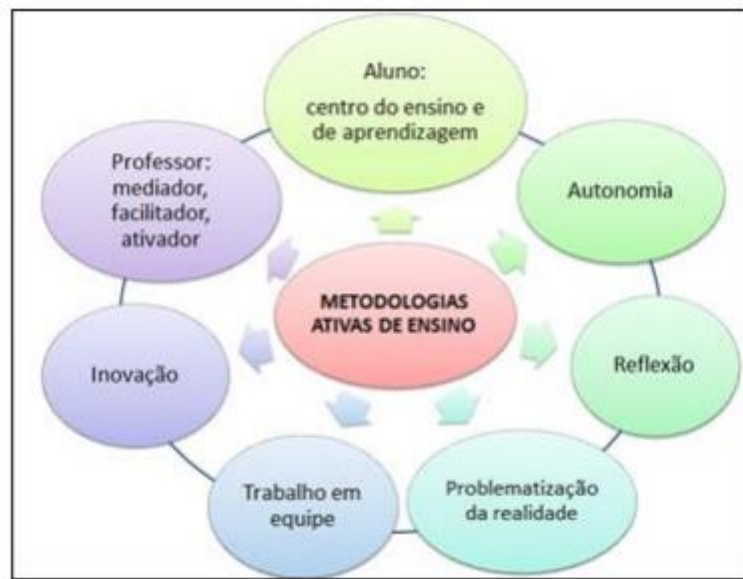 Aluno:
centro do ensino e
de aprendizagem
Autonomia
Reflexão
Problematização
da realidade
Trabalho em
equipe
Inovação
Professor:
mediador,
facilitador,
ativador
METODOLOGIAS
ATIVAS DE ENSINO